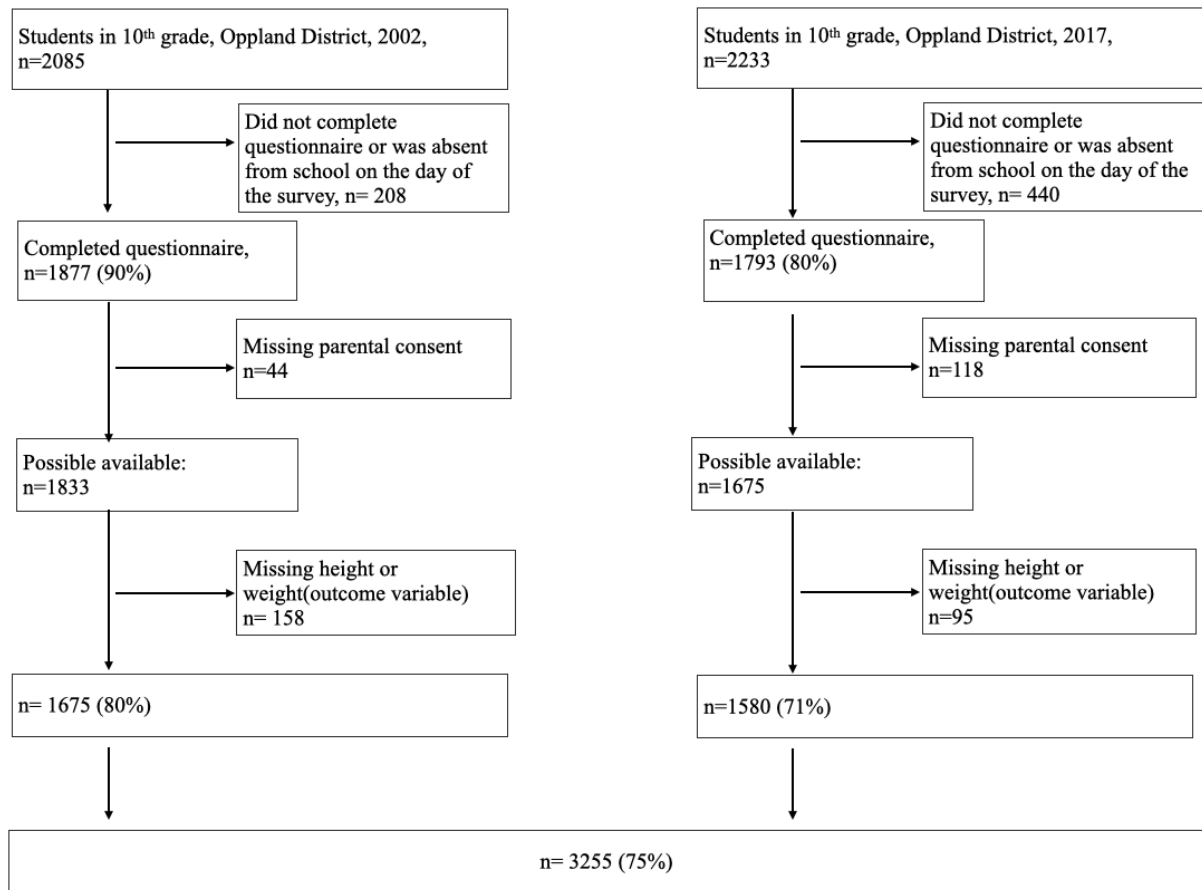 Students in 10th grade, Oppland District, 2002,
n=2085
Did not complete
questionnaire or was absent
from school on the day of
the survey, n= 208
Completed questionnaire,
n=1877 (90%)
Missing parental consent
n=44
Possible available:
n=1833
Missing height or
weight(outcome variable)
n= 158
n= 1675 (80%)
Students in 10th grade, Oppland District, 2017,
n=2233
Did not complete
questionnaire or was absent
from school on the day of the
survey, n= 440
Completed questionnaire,
n=1793 (80%)
Missing parental consent
n=118
Possible available:
n=1675
Missing height or
weight(outcome variable)
n=95
n=1580 (71%)
n= 3255 (75%)